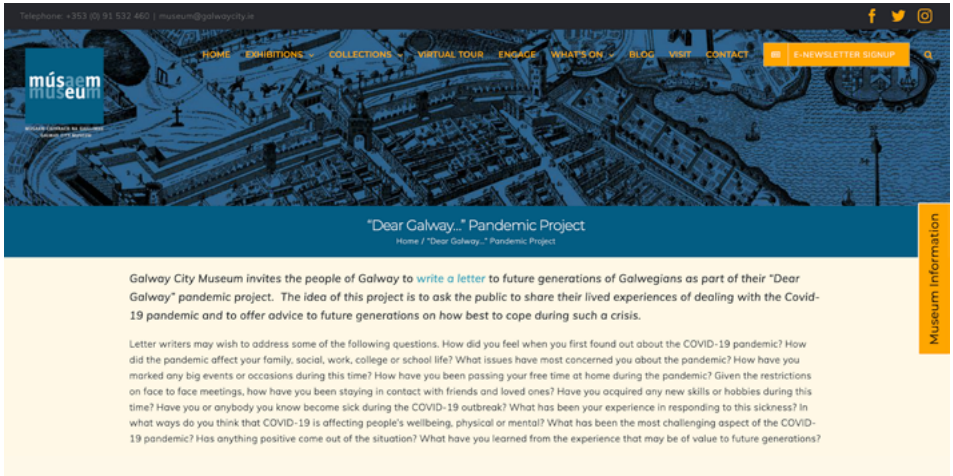 Telephone: +353 (0) 91 532 460 | museum@galwaycity.ie
HOME EXHIBITIONS COLLECTIONS VIRTUAL TOUR ENGAGE WHAT'S ON BLOG VISIT CONTACT E-NEWSLETTER SIGNUP
músaem
museum
GALWAY CITY MUSEUM
"Dear Galway..." Pandemic Project
Home / "Dear Galway..." Pandemic Project
Museum Information
Galway City Museum invites the people of Galway to write a letter to future generations of Galwegians as part of their "Dear
Galway" pandemic project. The idea of this project is to ask the public to share their lived experiences of dealing with the Covid-
19 pandemic and to offer advice to future generations on how best to cope during such a crisis.
Letter writers may wish to address some of the following questions. How did you feel when you first found out about the COVID-19 pandemic? How
did the pandemic affect your family, social, work, college or school life? What issues have most concerned you about the pandemic? How have you
marked any big events or occasions during this time? How have you been passing your free time at home during the pandemic? Given the restrictions
on face to face meetings, how have you been staying in contact with friends and loved ones? Have you acquired any new skills or hobbies during this
time? Have you or anybody you know become sick during the COVID-19 outbreak? What has been your experience in responding to this sickness? In
what ways do you think that COVID-19 is affecting people's wellbeing, physical or mental? What has been the most challenging aspect of the COVID-
19 pandemic? Has anything positive come out of the situation? What have you learned from the experience that may be of value to future generations?